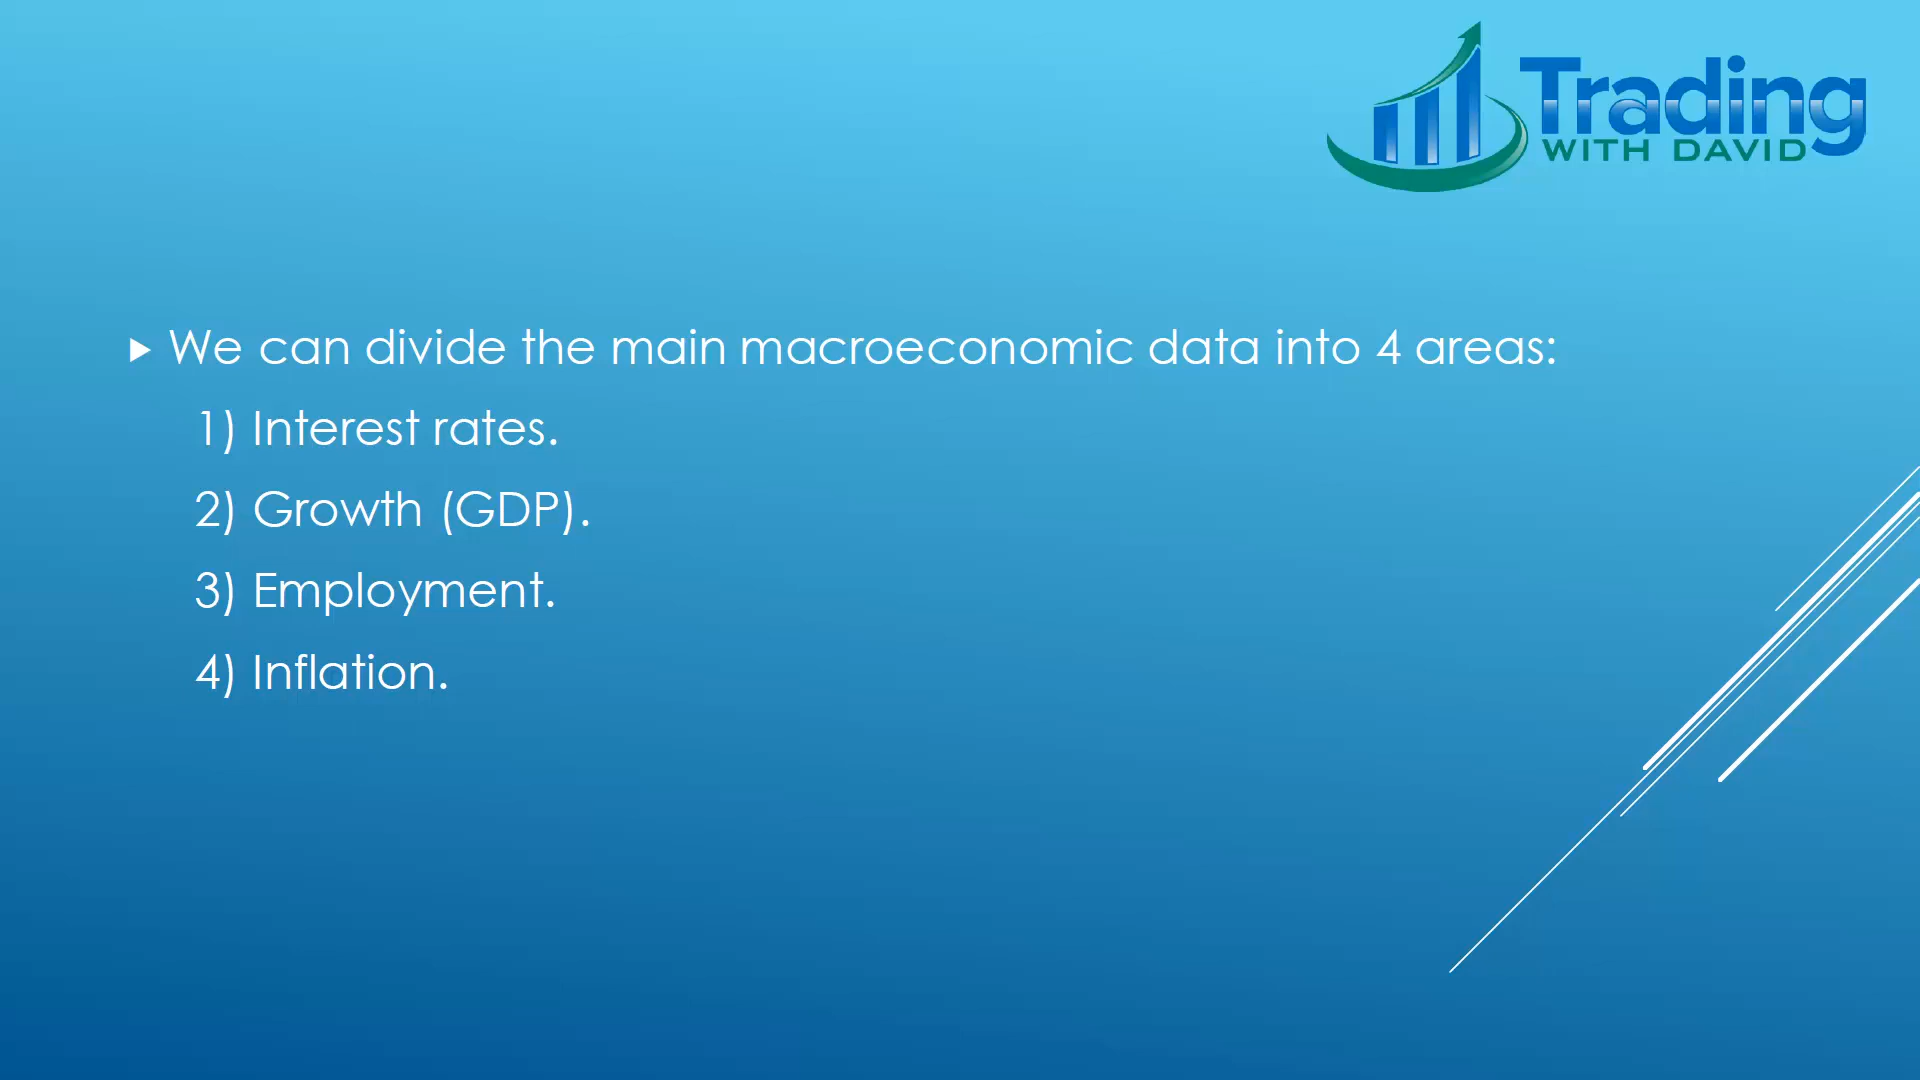 Trading
WITH DAVID
We can divide the main macroeconomic data into 4 areas:
1) Interest rates.
2) Growth (GDP).
3) Employment.
4) Inflation.